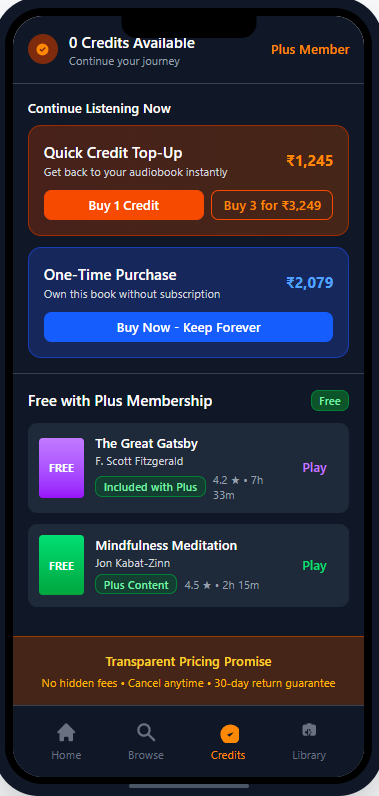 0 Credits Available
Continue your journey
Plus Member
Continue Listening Now
Quick Credit Top-Up
Get back to your audiobook instantly
₹1,245
Buy 1 Credit
Buy 3 for ₹3,249
One-Time Purchase
Own this book without subscription
₹2,079
Buy Now - Keep Forever
Free with Plus Membership
Free
FREE
The Great Gatsby
F. Scott Fitzgerald
Included with Plus
4.2 ★ • 7h
33m
Play
FREE
Mindfulness Meditation
Jon Kabat-Zinn
Plus Content
4.5 ★ • 2h 15m
Play
Transparent Pricing Promise
No hidden fees • Cancel anytime • 30-day return guarantee
Home
Browse
Credits
Library